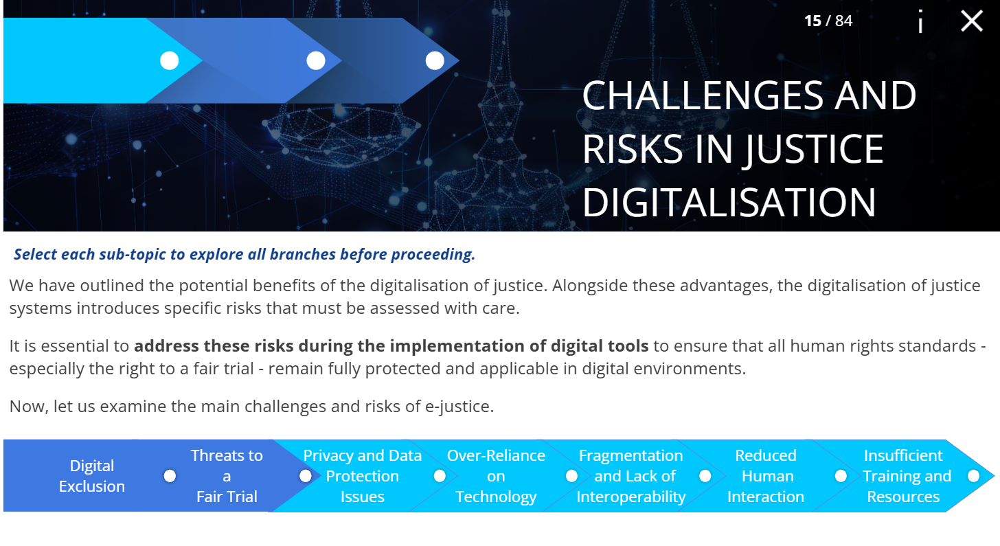 15 / 84
i
CHALLENGES AND
RISKS IN JUSTICE
DIGITALISATION
Select each sub-topic to explore all branches before proceeding.
We have outlined the potential benefits of the digitalisation of justice. Alongside these advantages, the digitalisation of justice
systems introduces specific risks that must be assessed with care.
It is essential to address these risks during the implementation of digital tools to ensure that all human rights standards -
especially the right to a fair trial - remain fully protected and applicable in digital environments.
Now, let us examine the main challenges and risks of e-justice.
Digital
Exclusion
Threats to
a
Fair Trial
Privacy and Data
Protection
Issues
Over-Reliance
on
Technology
Fragmentation
and Lack of
Interoperability
Reduced
Human
Interaction
Insufficient
Training and
Resources